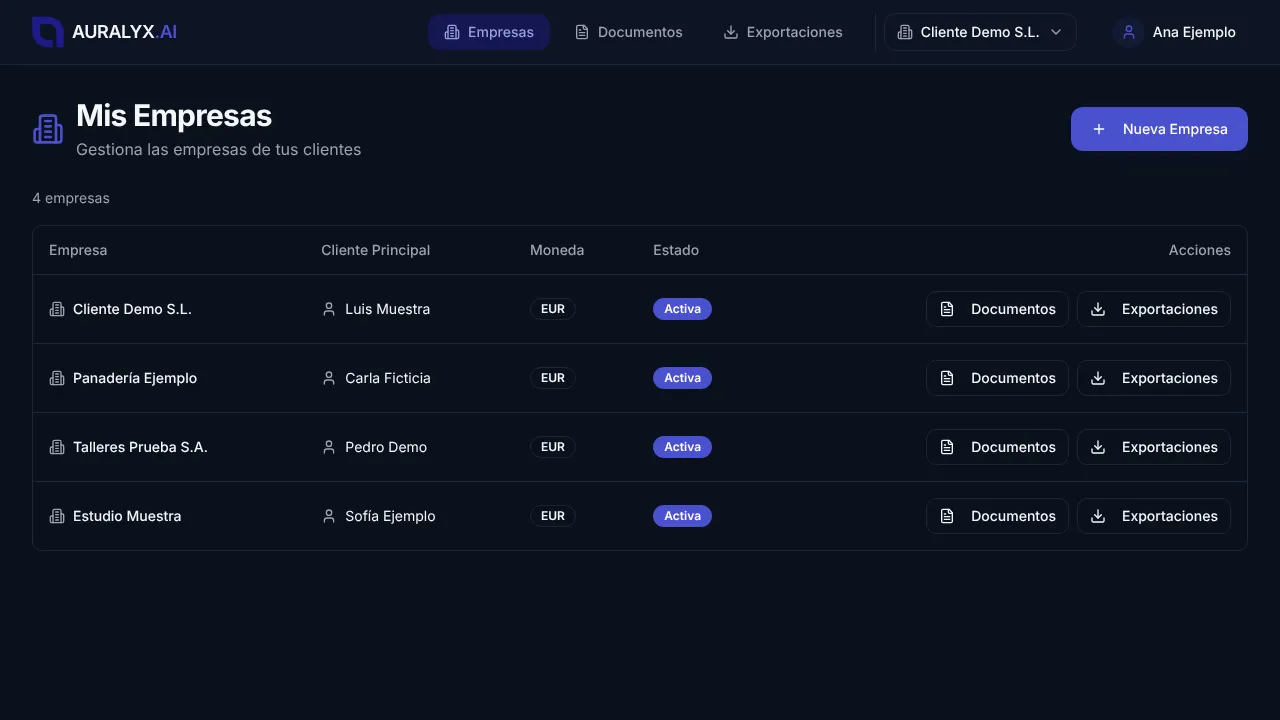 AURALYX.AI Empresas Documentos Exportaciones Cliente Demo S.L. Ana Ejemplo
Mis Empresas
Gestiona las empresas de tus clientes
Nueva Empresa
4 empresas
Empresa Cliente Principal Moneda Estado Acciones
Cliente Demo S.L. Luis Muestra EUR Activa Documentos Exportaciones
Panadería Ejemplo Carla Ficticia EUR Activa Documentos Exportaciones
Talleres Prueba S.A. Pedro Demo EUR Activa Documentos Exportaciones
Estudio Muestra Sofía Ejemplo EUR Activa Documentos Exportaciones